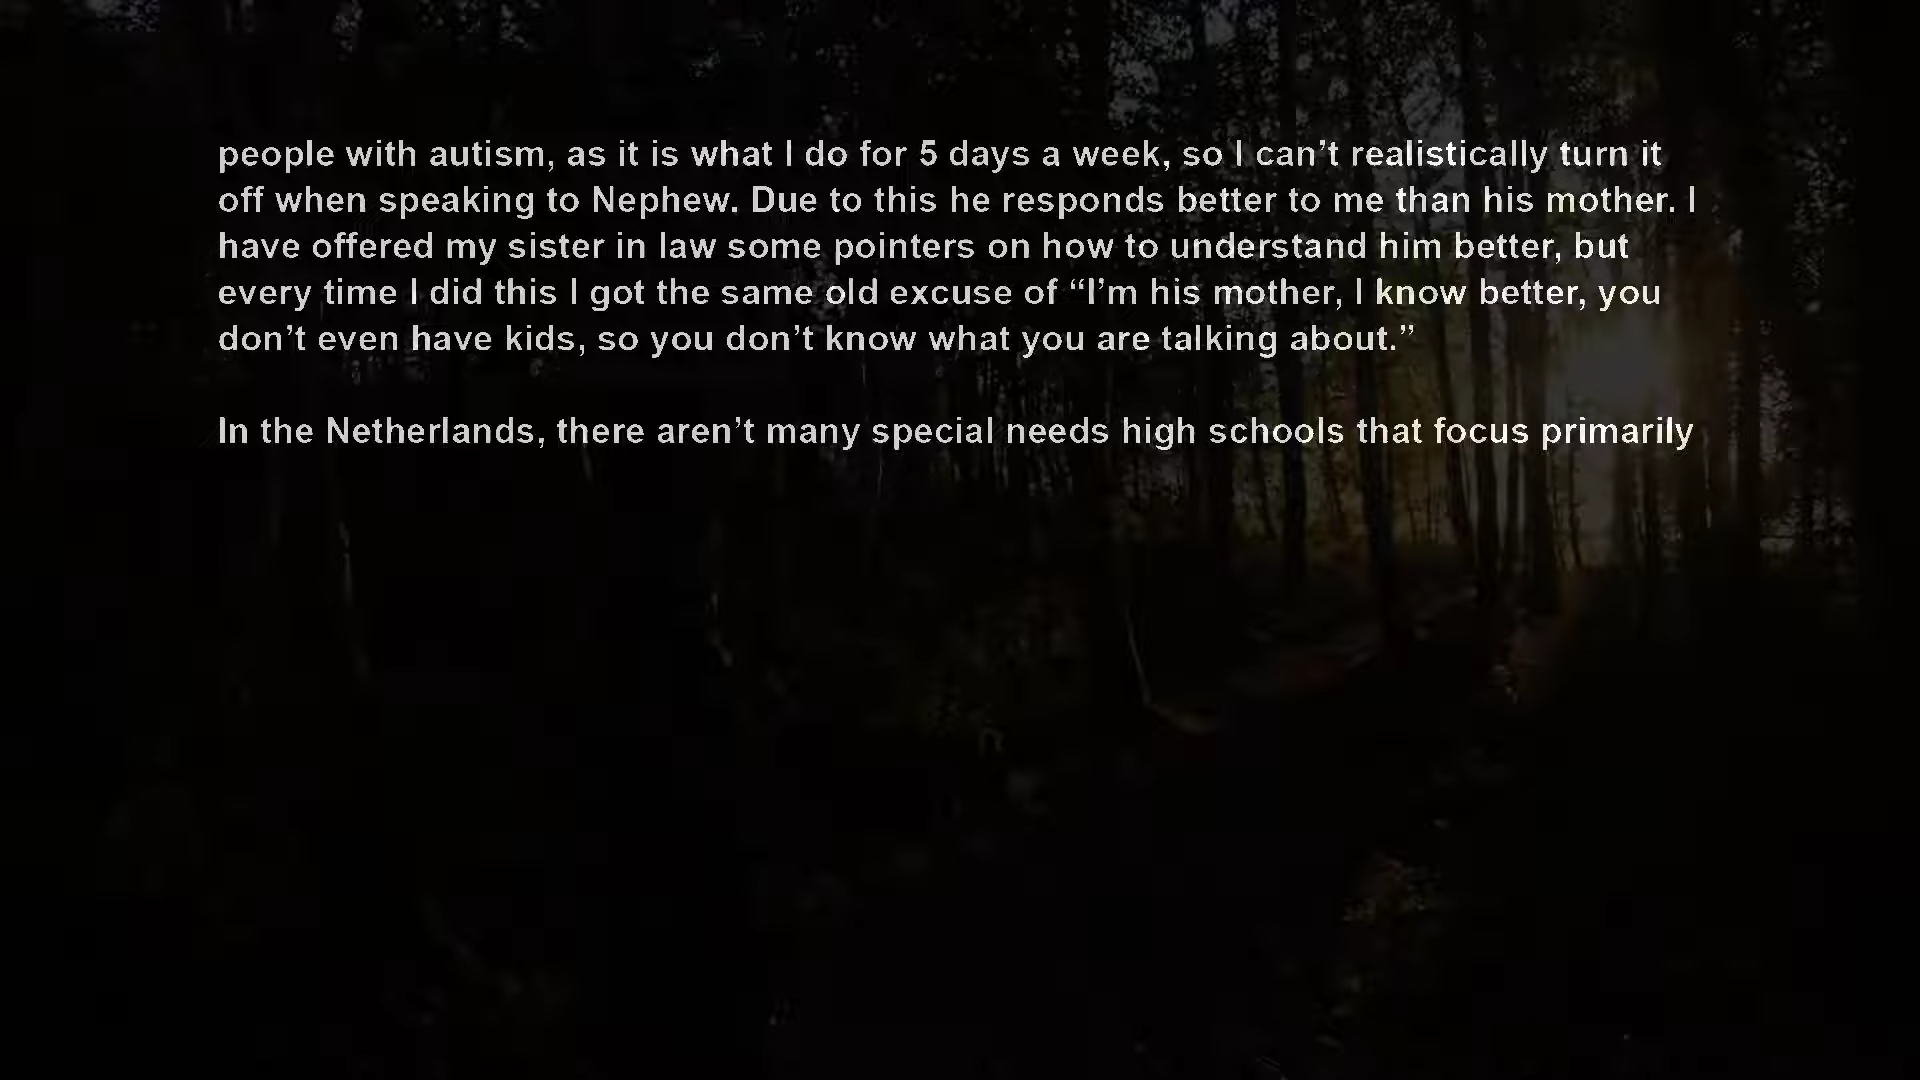 people with autism, as it is what I do for 5 days a week, so I can’t realistically turn it
off when speaking to Nephew. Due to this he responds better to me than his mother. I
have offered my sister in law some pointers on how to understand him better, but
every time I did this I got the same old excuse of “I’m his mother, I know better, you
don’t even have kids, so you don’t know what you are talking about.”
In the Netherlands, there aren’t many special needs high schools that focus primarily